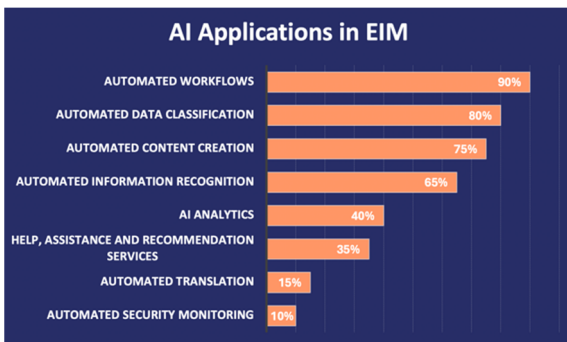 AI Applications in EIM
AUTOMATED WORKFLOWS
90%
AUTOMATED DATA CLASSIFICATION
80%
AUTOMATED CONTENT CREATION
75%
AUTOMATED INFORMATION RECOGNITION
65%
AI ANALYTICS
40%
HELP, ASSISTANCE AND RECOMMENDATION
SERVICES
35%
AUTOMATED TRANSLATION
15%
AUTOMATED SECURITY MONITORING
10%